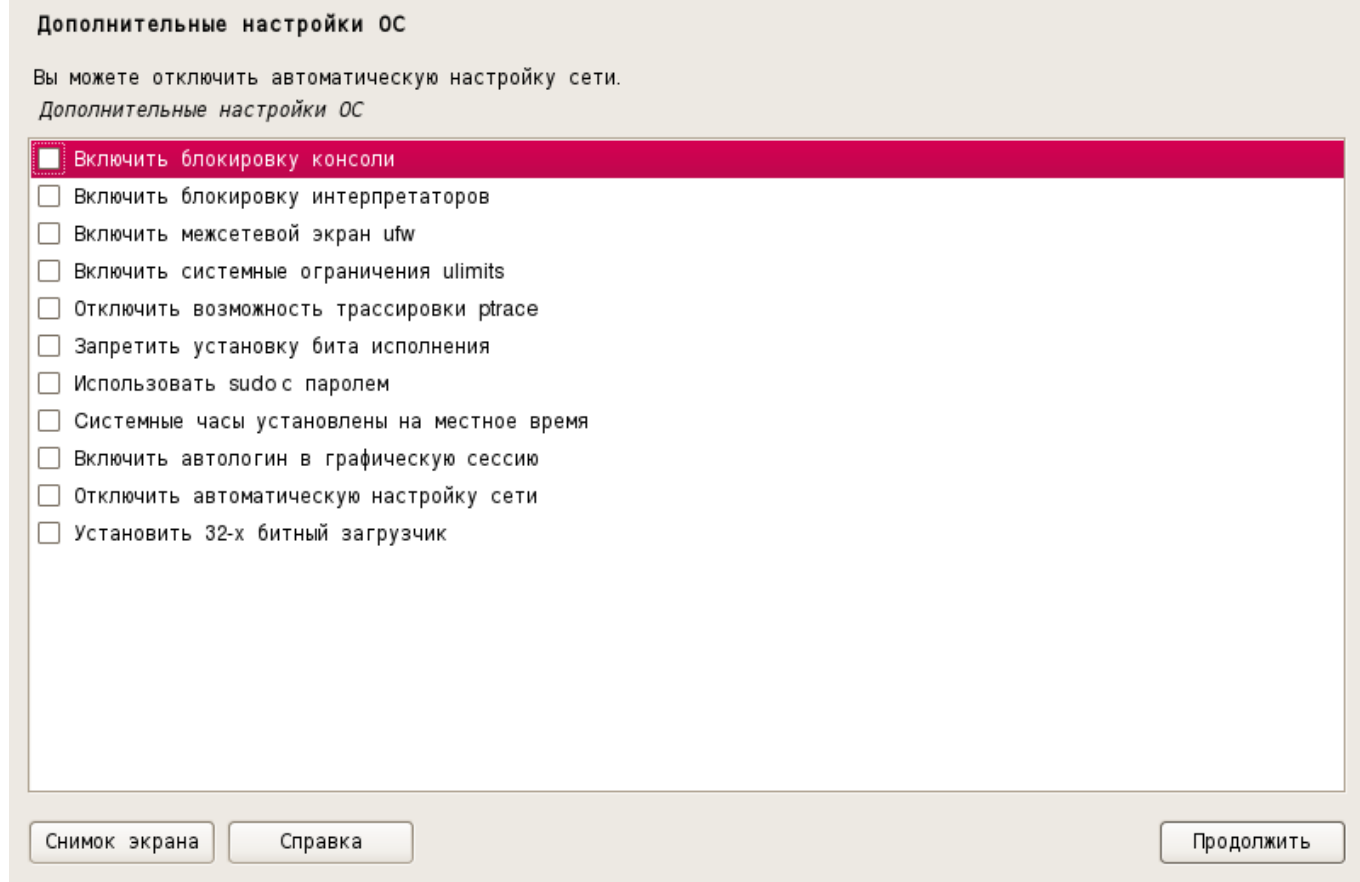 Дополнительные настройки ОС
Вы можете отключить автоматическую настройку сети.
Дополнительные настройки ОС
Включить блокировку консоли
Включить блокировку интерпретаторов
Включить межсетевой экран ufw
Включить системные ограничения ulimits
Отключить возможность трассировки ptrace
Запретить установку бита исполнения
Использовать sudo с паролем
Системные часы установлены на местное время
Включить автологин в графическую сессию
Отключить автоматическую настройку сети
Установить 32-х битный загрузчик
Снимок экрана
Справка
Продолжить